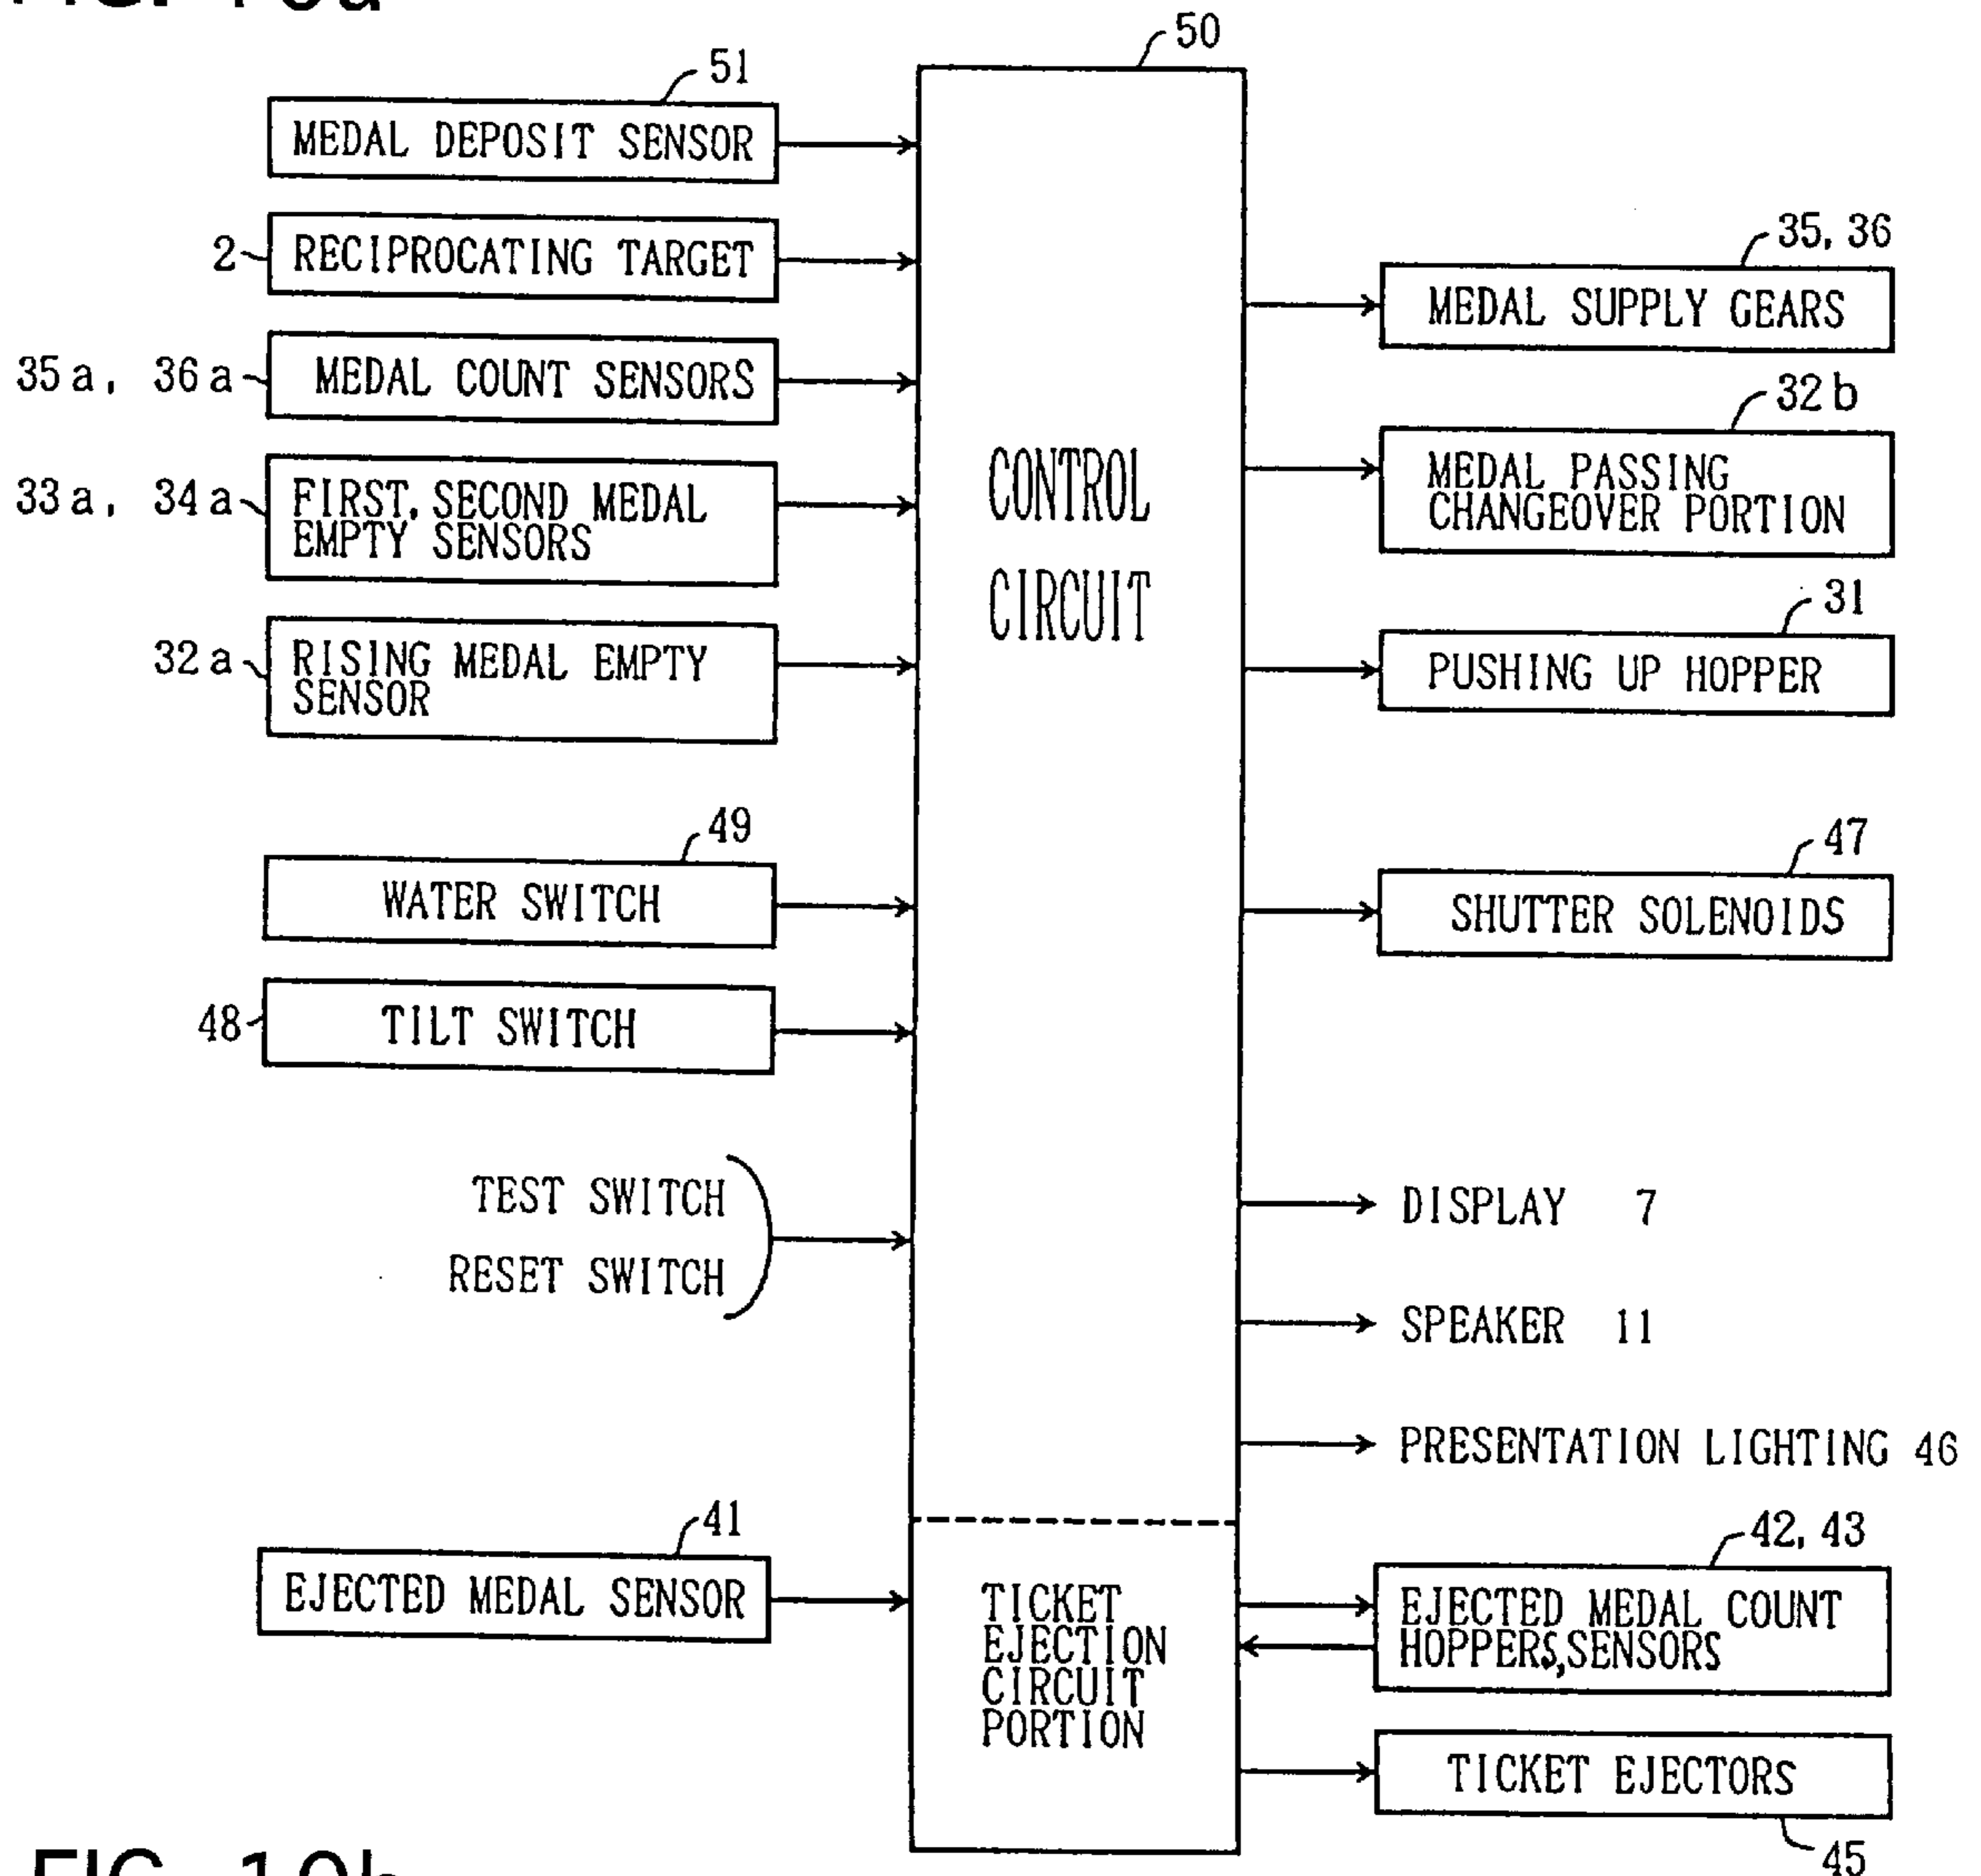 FIG. 10a
50
51
MEDAL DEPOSIT SENSOR
2
RECIPROCATING TARGET
35a, 36a
MEDAL COUNT SENSORS
33a, 34a
FIRST, SECOND MEDAL
EMPTY SENSORS
32a
RISING MEDAL EMPTY
SENSOR
49
WATER SWITCH
48
TILT SWITCH
TEST SWITCH
RESET SWITCH
41
EJECTED MEDAL SENSOR
CONTROL
CIRCUIT
TICKET
EJECTION
CIRCUIT
PORTION
35, 36
MEDAL SUPPLY GEARS
32b
MEDAL PASSING
CHANGEOVER PORTION
31
PUSHING UP HOPPER
47
SHUTTER SOLENOIDS
DISPLAY 7
SPEAKER 11
PRESENTATION LIGHTING 46
42, 43
EJECTED MEDAL COUNT
HOPPERS,SENSORS
TICKET EJECTORS
45
FIG. 10b